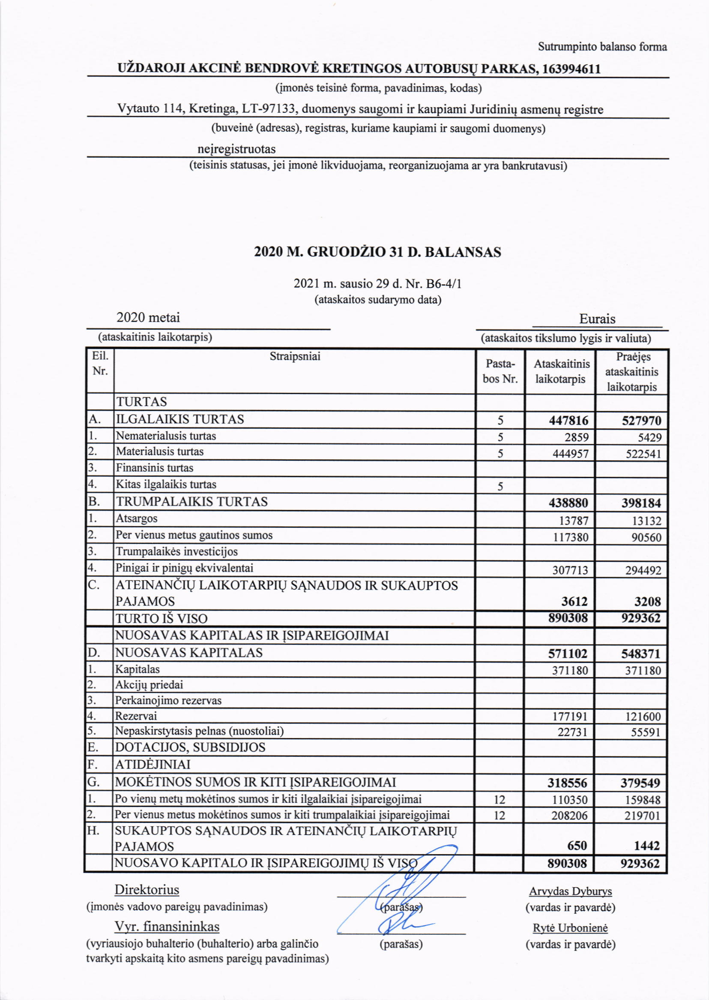 Sutrumpinto balanso forma
UŽDAROJI AKCINĖ BENDROVĖ KRETINGOS AUTOBUSŲ PARKAS, 163994611
(įmonės teisinė forma, pavadinimas, kodas)
Vytauto 114, Kretinga, LT-97133, duomenys saugomi ir kaupiami Juridinių asmenų registre
(buveinė (adresas), registras, kuriame kaupiami ir saugomi duomenys)
neįregistruotas
(teisinis statusas, jei įmonė likviduojama, reorganizuojama ar yra bankrutavusi)
2020 M. GRUODŽIO 31 D. BALANSAS
2021 m. sausio 29 d. Nr. B6-4/1
(ataskaitos sudarymo data)
2020 metai Eurais
(ataskaitinis laikotarpis) (ataskaitos tikslumo lygis ir valiuta)
Eil. Nr. Straipsniai Pasta-bos Nr. Ataskaitinis laikotarpis Praėjęs ataskaitinis laikotarpis
TURTAS
A. ILGALAIKIS TURTAS 5 447816 527970
1. Nematerialusis turtas 5 2859 5429
2. Materialusis turtas 5 444957 522541
3. Finansinis turtas
4. Kitas ilgalaikis turtas 5
B. TRUMPALAIKIS TURTAS 438880 398184
1. Atsargos 13787 13132
2. Per vienus metus gautinos sumos 117380 90560
3. Trumpalaikės investicijos
4. Pinigai ir pinigų ekvivalentai 307713 294492
C. ATEINANČIŲ LAIKOTARPIŲ SĄNAUDOS IR SUKAUPTOS
PAJAMOS 3612 3208
TURTO IŠ VISO 890308 929362
NUOSAVAS KAPITALAS IR ĮSIPAREIGOJIMAI
D. NUOSAVAS KAPITALAS 571102 548371
1. Kapitalas 371180 371180
2. Akcijų priedai
3. Perkainojimo rezervas
4. Rezervai 177191 121600
5. Nepaskirstytasis pelnas (nuostoliai) 22731 55591
E. DOTACIJOS, SUBSIDIJOS
F. ATIDĖJINIAI
G. MOKĖTINOS SUMOS IR KITI ĮSIPAREIGOJIMAI 318556 379549
1. Po vienų metų mokėtinos sumos ir kiti ilgalaikiai įsipareigojimai 12 110350 159848
2. Per vienus metus mokėtinos sumos ir kiti trumpalaikiai įsipareigojimai 12 208206 219701
H. SUKAUPTOS SĄNAUDOS IR ATEINANČIŲ LAIKOTARPIŲ
PAJAMOS 650 1442
NUOSAVO KAPITALO IR ĮSIPAREIGOJIMŲ IŠ VISO 890308 929362
Direktorius Arvydas Dyburys
(įmonės vadovo pareigų pavadinimas) (parašas) (vardas ir pavardė)
Vyr. finansininkas Rytė Urbonienė
(vyriausiojo buhalterio (buhalterio) arba galinčio (parašas) (vardas ir pavardė)
tvarkyti apskaitą kito asmens pareigų pavadinimas)